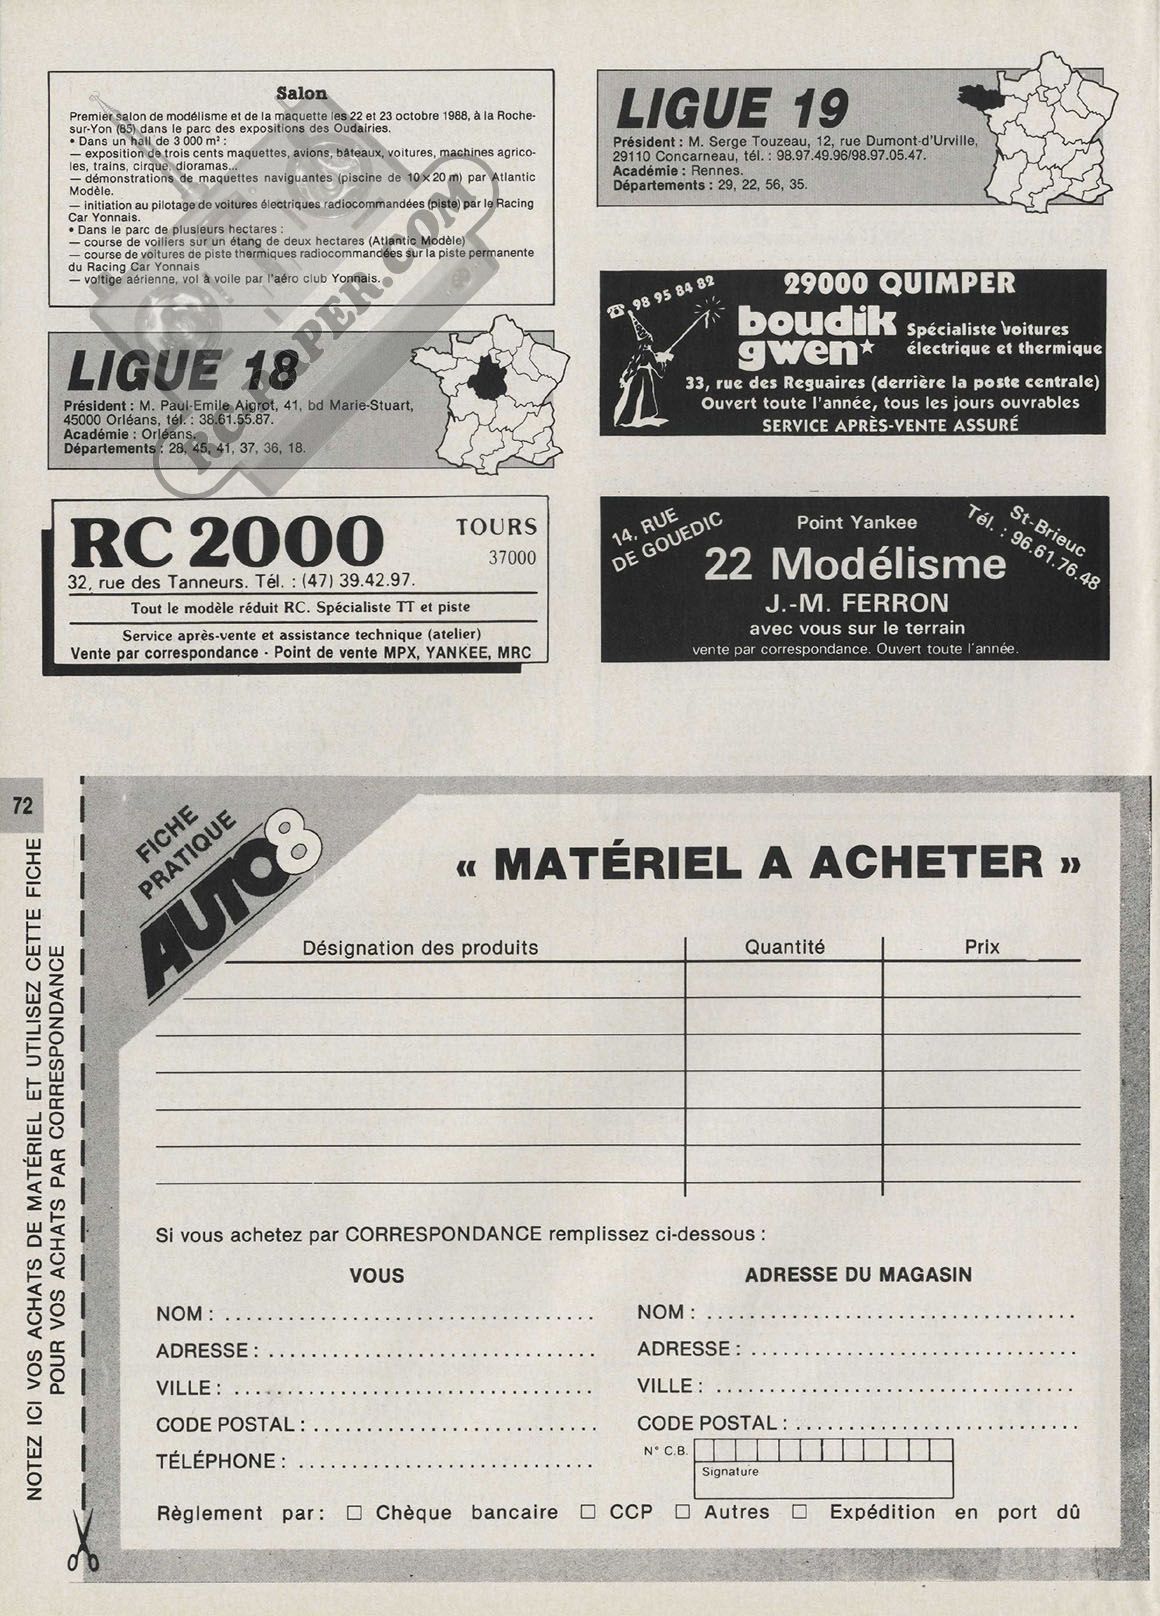 Salon
Premier salon de modélisme et de la maquette les 22 et 23 octobre 1988, à la Roche-
sur-Yon (85) dans le parc des expositions des Oudairies.
• Dans un hall de 3 000 m² :
— exposition de trois cents maquettes, avions, bâteaux, voitures, machines agrico-
les, trains, cirque, dioramas...
— démonstrations de maquettes naviguantes (piscine de 10 x 20 m) par Atlantic
Modèle.
— initiation au pilotage de voitures électriques radiocommandées (piste) par le Racing
Car Yonnais.
• Dans le parc de plusieurs hectares :
— course de voiliers sur un étang de deux hectares (Atlantic Modèle)
— course de voitures de piste thermiques radiocommandées sur la piste permanente
du Racing Car Yonnais
— voltige aérienne, vol à voile par l'aéro club Yonnais.
RCPAPER.COM
LIGUE 18
Président : M. Paul-Emile Aigrot, 41, bd Marie-Stuart,
45000 Orléans, tél. : 38.61.55.87.
Académie : Orléans.
Départements : 28, 45, 41, 37, 36, 18.
RC 2000
TOURS
37000
32, rue des Tanneurs. Tél. : (47) 39.42.97.
Tout le modèle réduit RC. Spécialiste TT et piste
Service après-vente et assistance technique (atelier)
Vente par correspondance - Point de vente MPX, YANKEE, MRC
LIGUE 19
Président : M. Serge Touzeau, 12, rue Dumont-d'Urville,
29110 Concarneau, tél. : 98.97.49.96/98.97.05.47.
Académie : Rennes.
Départements : 29, 22, 56, 35.
☎ 98 95 84 82
29000 QUIMPER
boudik
gwen*
Spécialiste Voitures
électrique et thermique
33, rue des Reguaires (derrière la poste centrale)
Ouvert toute l'année, tous les jours ouvrables
SERVICE APRÈS-VENTE ASSURÉ
14, RUE
DE GOUEDIC
Point Yankee
St-Brieuc
Tél. : 96.61.76.48
22 Modélisme
J.-M. FERRON
avec vous sur le terrain
vente par correspondance. Ouvert toute l'année.
72
NOTEZ ICI VOS ACHATS DE MATÉRIEL ET UTILISEZ CETTE FICHE
POUR VOS ACHATS PAR CORRESPONDANCE
FICHE
PRATIQUE
AUTO8
« MATÉRIEL A ACHETER »
Désignation des produits Quantité Prix
Si vous achetez par CORRESPONDANCE remplissez ci-dessous :
VOUS
NOM : ..................................
ADRESSE : ..............................
VILLE : .................................
CODE POSTAL : ..........................
TÉLÉPHONE : ...........................
ADRESSE DU MAGASIN
NOM : ..................................
ADRESSE : ..............................
VILLE : .................................
CODE POSTAL : ..........................
N° C.B.
Signature
Règlement par : ☐ Chèque bancaire ☐ CCP ☐ Autres ☐ Expédition en port dû